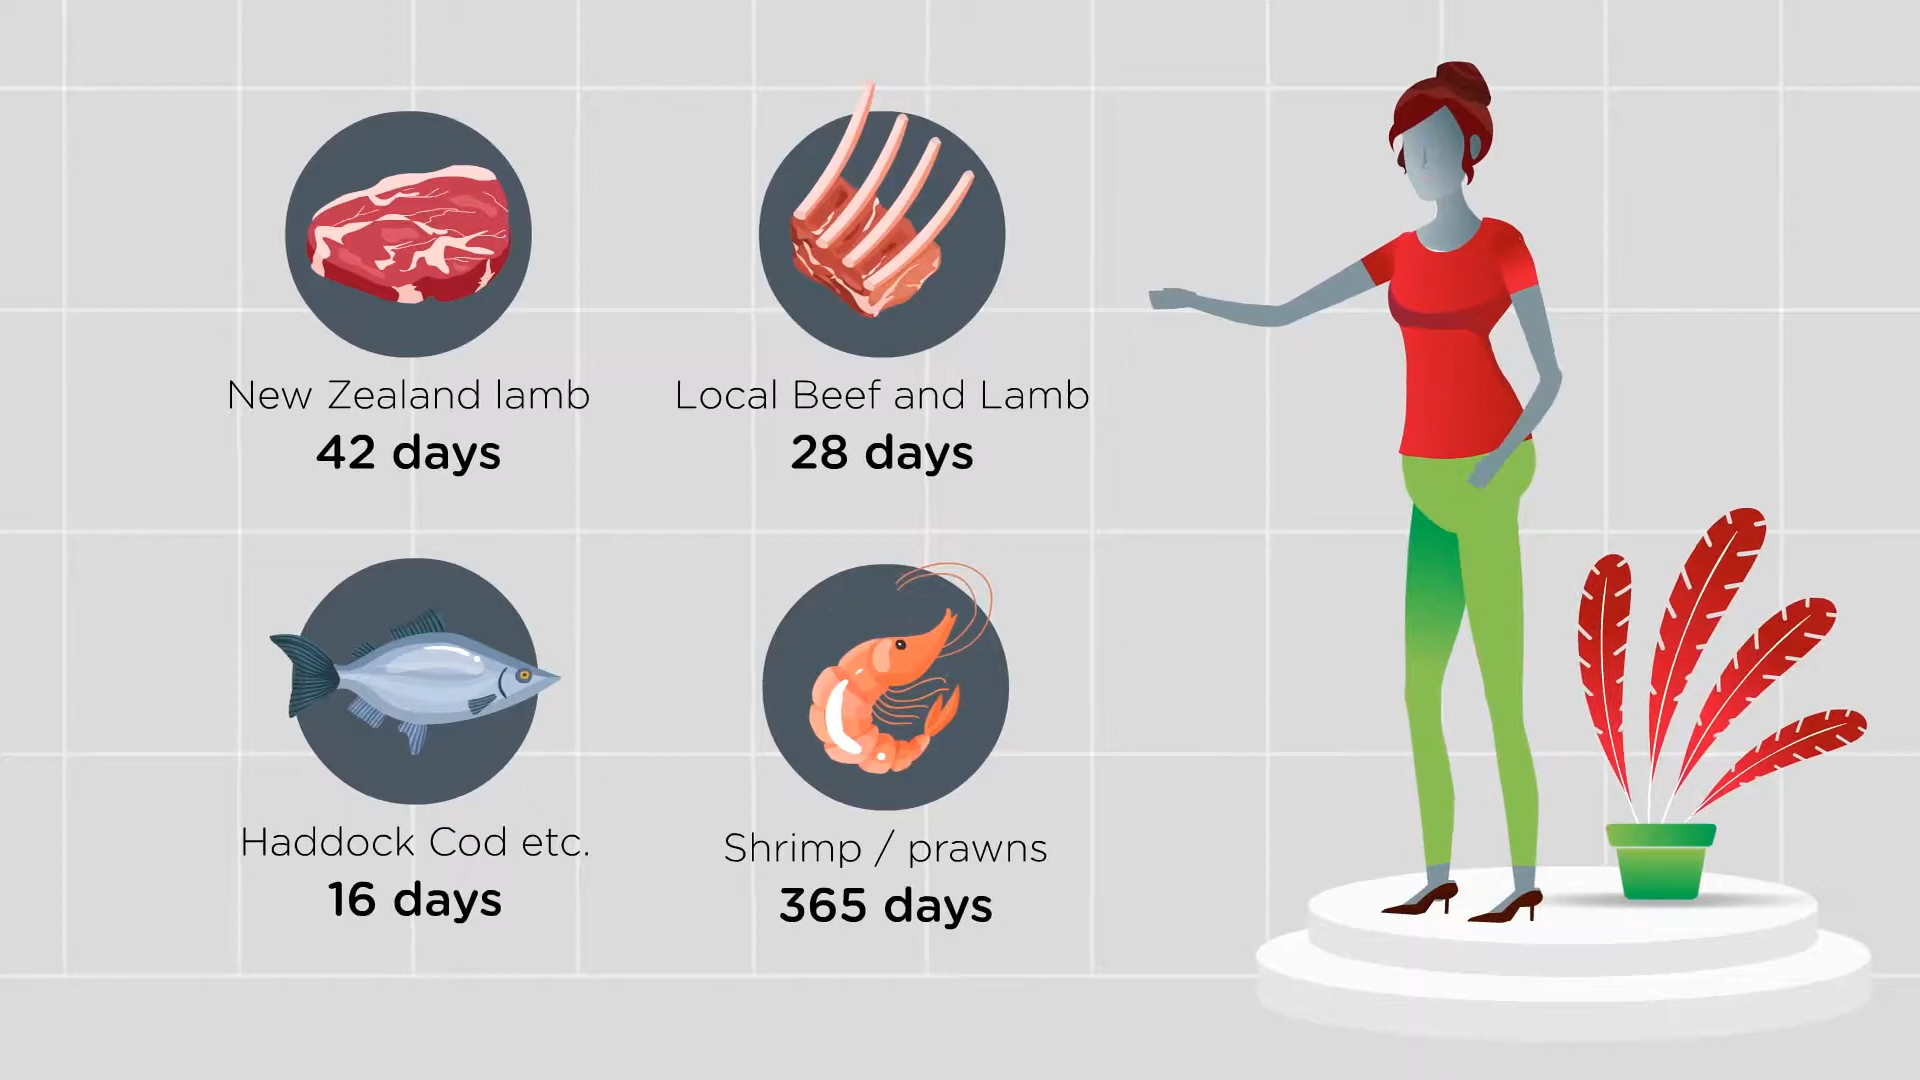 New Zealand lamb
42 days
Local Beef and Lamb
28 days
Haddock Cod etc.
16 days
Shrimp / prawns
365 days